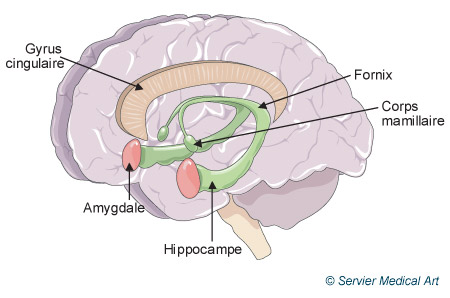 Gyrus
cingulaire
Fornix
Corps
mamillaire
Amygdale
Hippocampe
© Servier Medical Art